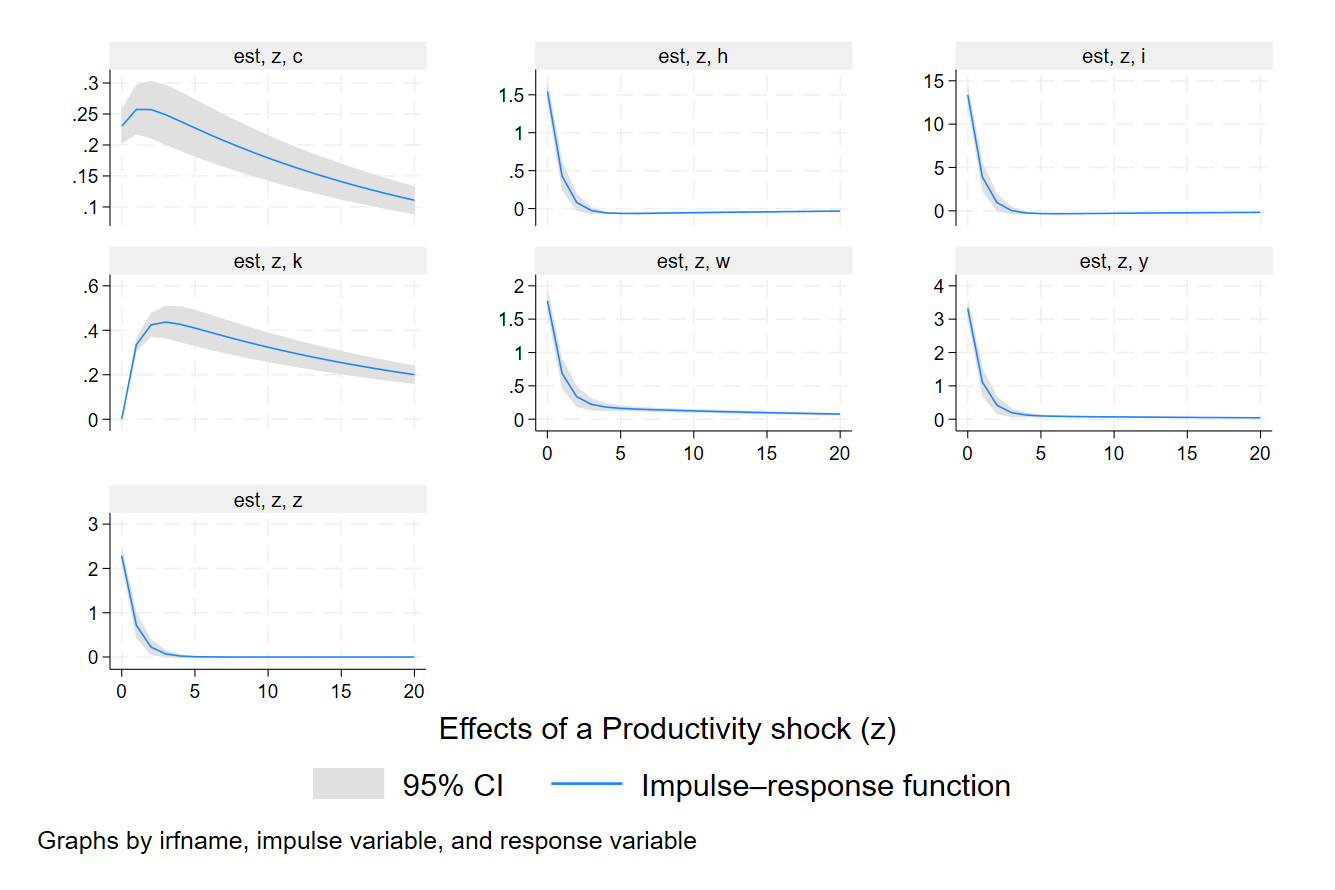 est, z, c
.3
.25
.2
.15
.1
est, z, h
1.5
1
.5
0
est, z, i
15
10
5
0
est, z, k
.6
.4
.2
0
est, z, w
2
1.5
1
.5
0
0 5 10 15 20
est, z, y
4
3
2
1
0
0 5 10 15 20
est, z, z
3
2
1
0
0 5 10 15 20
Effects of a Productivity shock (z)
95% CI Impulse–response function
Graphs by irfname, impulse variable, and response variable